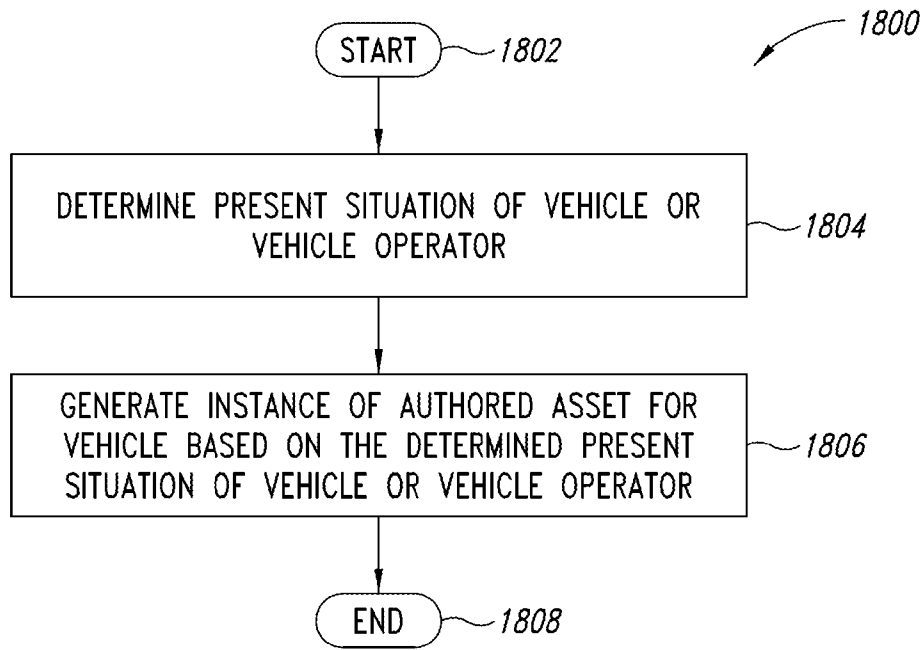 1800
START
1802
DETERMINE PRESENT SITUATION OF VEHICLE OR
VEHICLE OPERATOR
1804
GENERATE INSTANCE OF AUTHORED ASSET FOR
VEHICLE BASED ON THE DETERMINED PRESENT
SITUATION OF VEHICLE OR VEHICLE OPERATOR
1806
END
1808